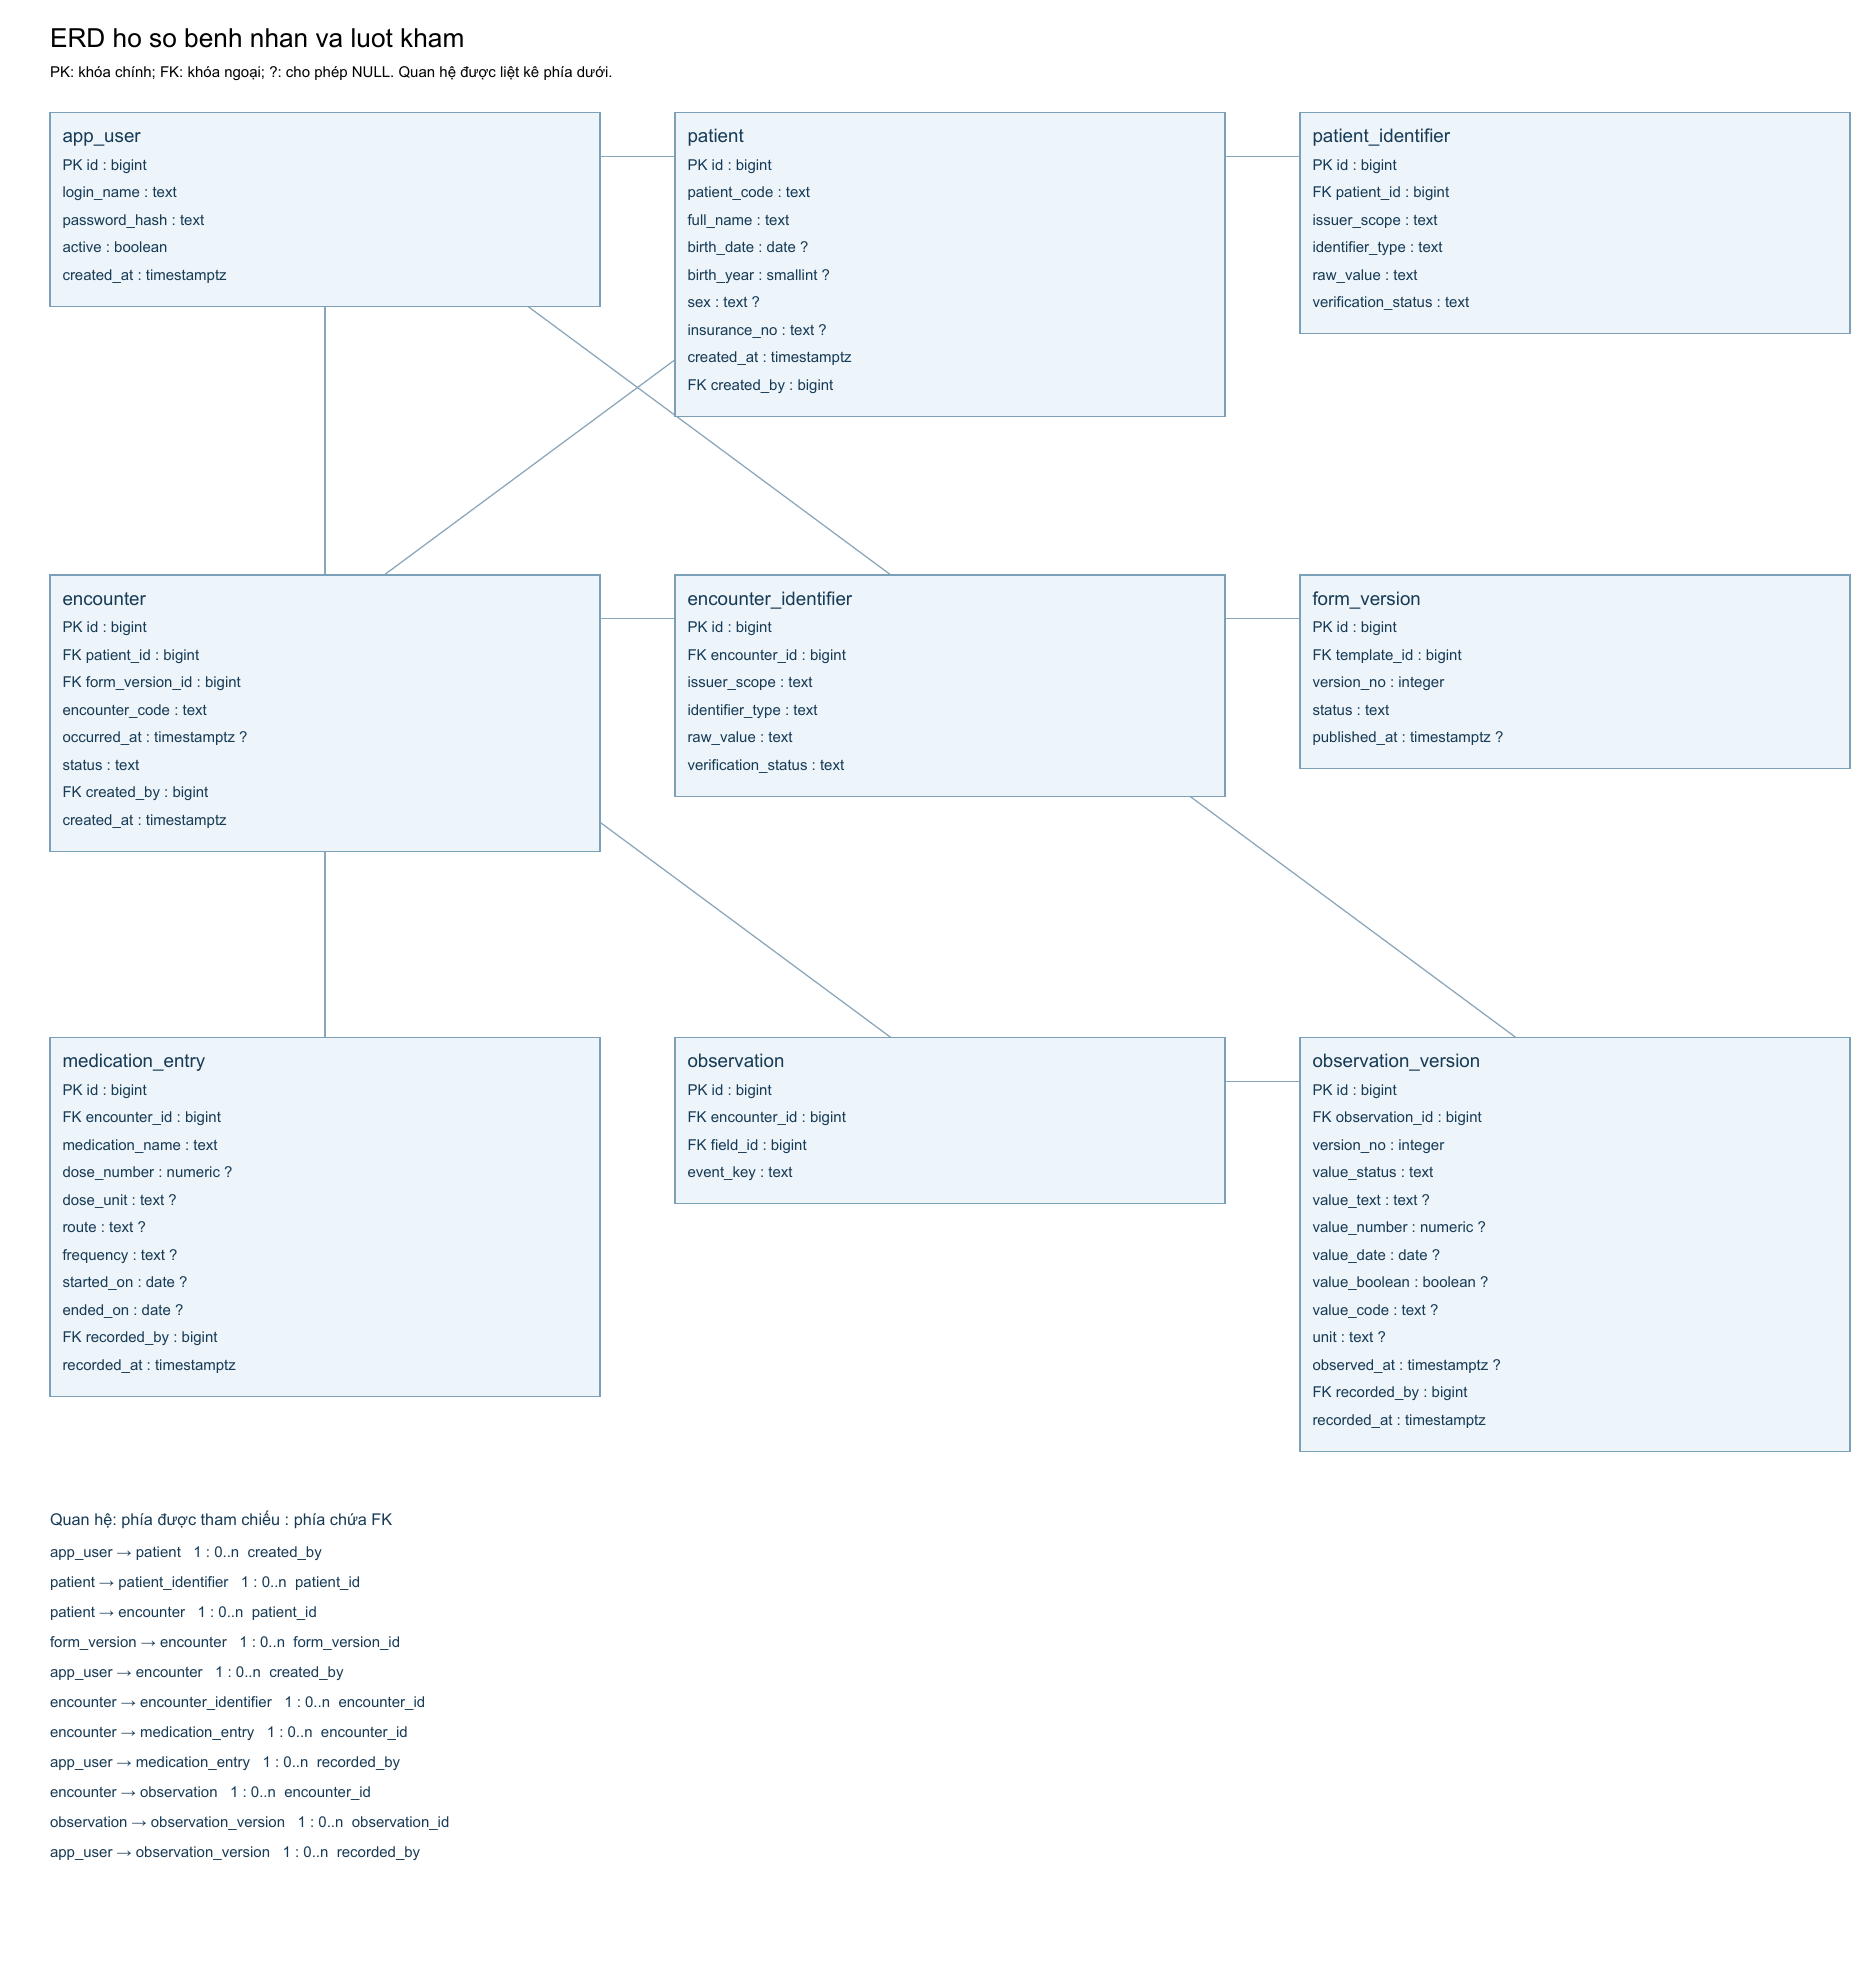 ERD ho so benh nhan va luot kham
PK: khóa chính; FK: khóa ngoại; ?: cho phép NULL. Quan hệ được liệt kê phía dưới.
app_user
PK id : bigint
login_name : text
password_hash : text
active : boolean
created_at : timestamptz
patient
PK id : bigint
patient_code : text
full_name : text
birth_date : date ?
birth_year : smallint ?
sex : text ?
insurance_no : text ?
created_at : timestamptz
FK created_by : bigint
patient_identifier
PK id : bigint
FK patient_id : bigint
issuer_scope : text
identifier_type : text
raw_value : text
verification_status : text
encounter
PK id : bigint
FK patient_id : bigint
FK form_version_id : bigint
encounter_code : text
occurred_at : timestamptz ?
status : text
FK created_by : bigint
created_at : timestamptz
encounter_identifier
PK id : bigint
FK encounter_id : bigint
issuer_scope : text
identifier_type : text
raw_value : text
verification_status : text
form_version
PK id : bigint
FK template_id : bigint
version_no : integer
status : text
published_at : timestamptz ?
medication_entry
PK id : bigint
FK encounter_id : bigint
medication_name : text
dose_number : numeric ?
dose_unit : text ?
route : text ?
frequency : text ?
started_on : date ?
ended_on : date ?
FK recorded_by : bigint
recorded_at : timestamptz
observation
PK id : bigint
FK encounter_id : bigint
FK field_id : bigint
event_key : text
observation_version
PK id : bigint
FK observation_id : bigint
version_no : integer
value_status : text
value_text : text ?
value_number : numeric ?
value_date : date ?
value_boolean : boolean ?
value_code : text ?
unit : text ?
observed_at : timestamptz ?
FK recorded_by : bigint
recorded_at : timestamptz
Quan hệ: phía được tham chiếu : phía chứa FK
app_user → patient 1 : 0..n created_by
patient → patient_identifier 1 : 0..n patient_id
patient → encounter 1 : 0..n patient_id
form_version → encounter 1 : 0..n form_version_id
app_user → encounter 1 : 0..n created_by
encounter → encounter_identifier 1 : 0..n encounter_id
encounter → medication_entry 1 : 0..n encounter_id
app_user → medication_entry 1 : 0..n recorded_by
encounter → observation 1 : 0..n encounter_id
observation → observation_version 1 : 0..n observation_id
app_user → observation_version 1 : 0..n recorded_by